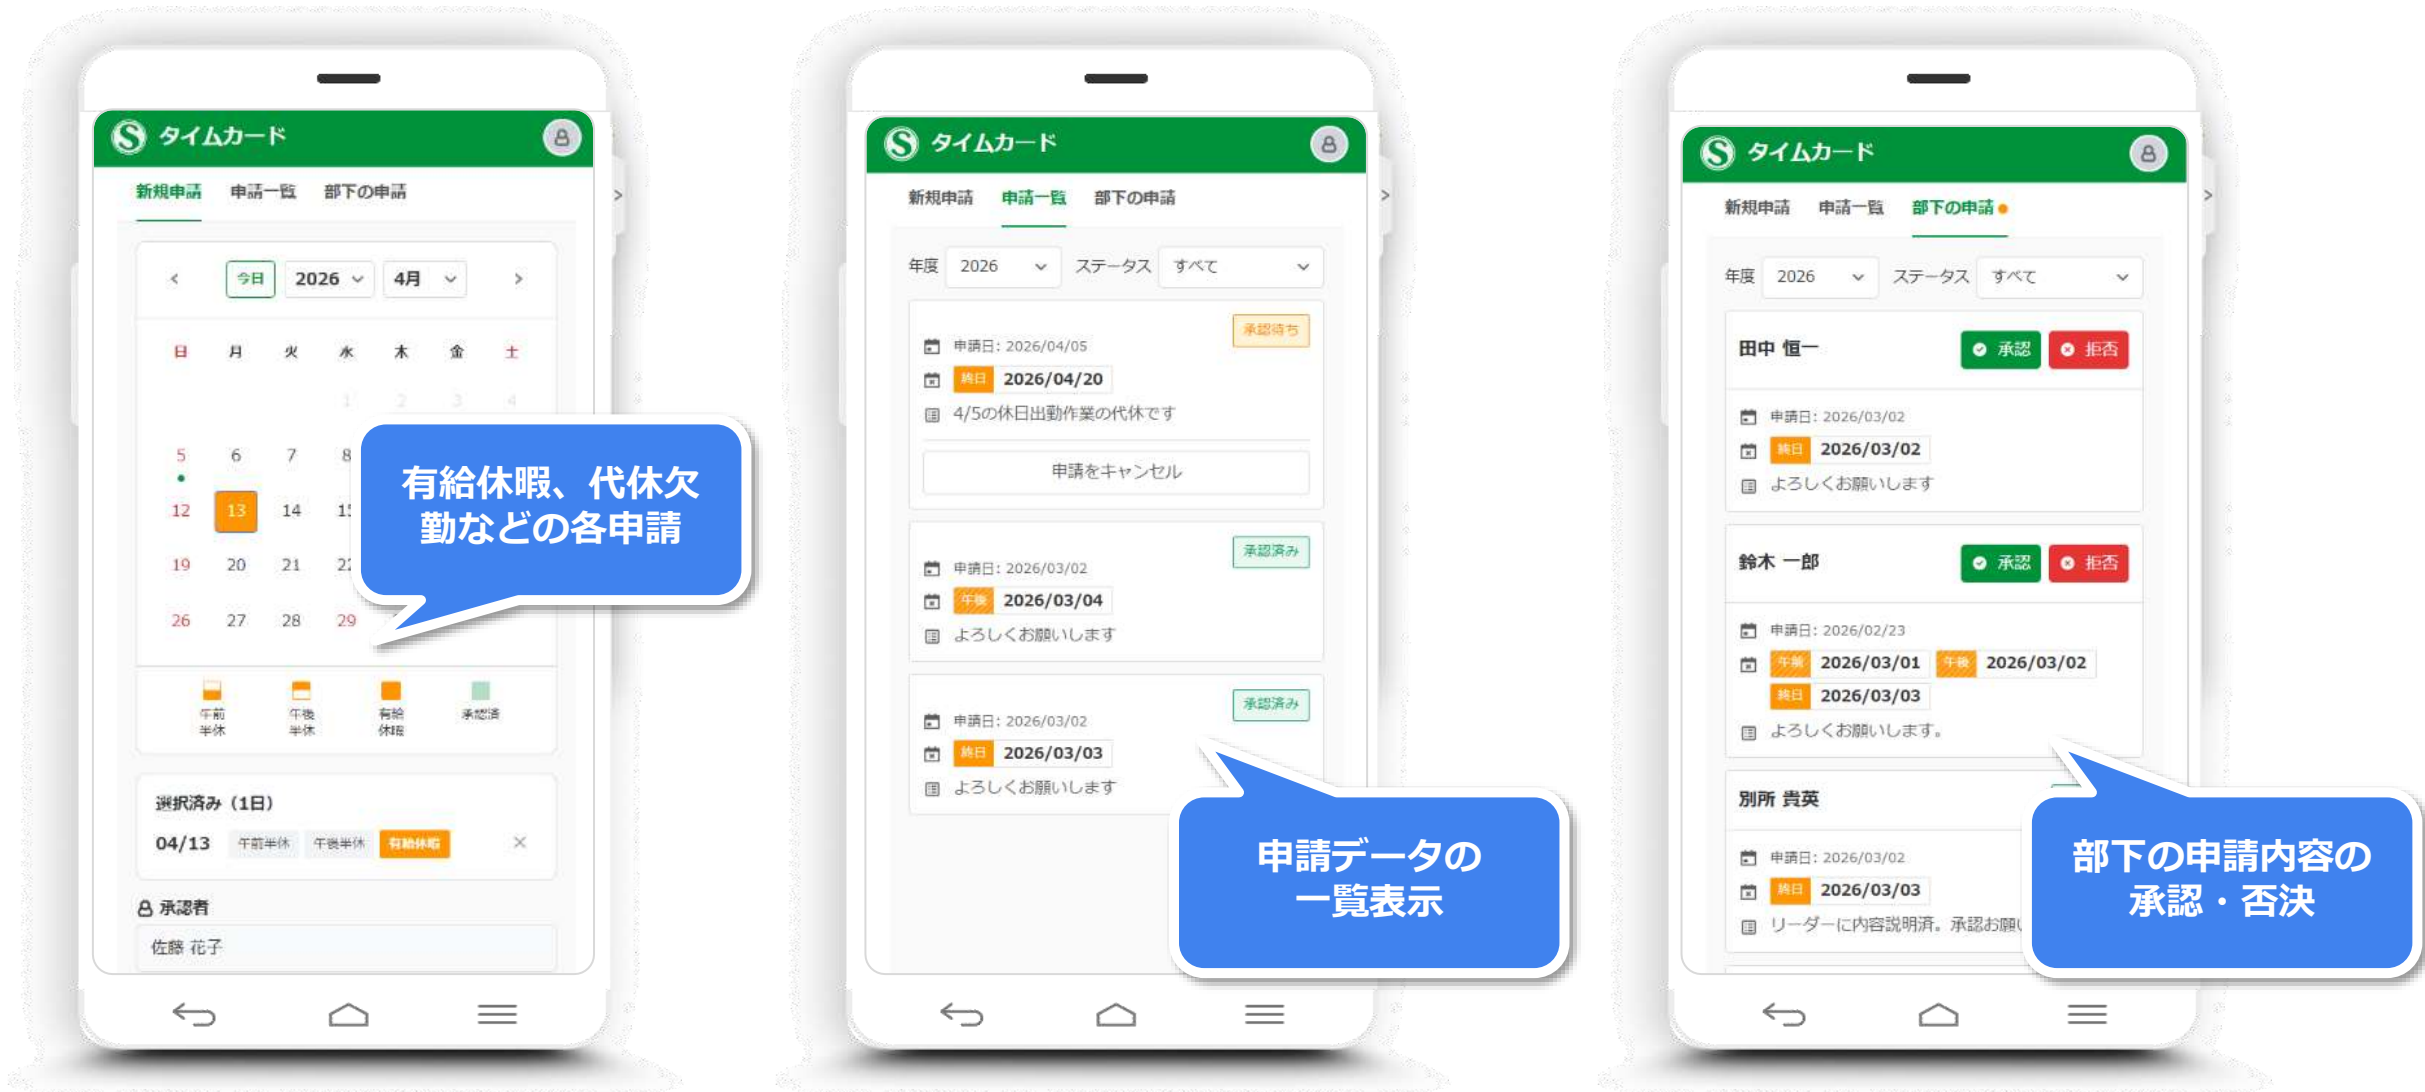 タイムカード
新規申請 申請一覧 部下の申請
今日 2026 4月
日 月 火 水 木 金 土
1 2 3 4
5 6 7 8
12 13 14
19 20 21
26 27 28 29
午前半休 午後半休 有給休暇 承認済
選択済み（1日）
04/13 午前半休 午後半休 有給休暇
承認者
佐藤 花子
有給休暇、代休欠
勤などの各申請
タイムカード
新規申請 申請一覧 部下の申請
年度 2026 ステータス すべて
承認待ち
申請日: 2026/04/05
終日 2026/04/20
4/5の休日出勤作業の代休です
申請をキャンセル
承認済み
申請日: 2026/03/02
午後 2026/03/04
よろしくお願いします
承認済み
申請日: 2026/03/02
終日 2026/03/03
よろしくお願いします
申請データの
一覧表示
タイムカード
新規申請 申請一覧 部下の申請
年度 2026 ステータス すべて
田中 恒一 承認 拒否
申請日: 2026/03/02
終日 2026/03/02
よろしくお願いします
鈴木 一郎 承認 拒否
申請日: 2026/02/23
午前 2026/03/01 午後 2026/03/02
終日 2026/03/03
よろしくお願いします。
別所 貴英
申請日: 2026/03/02
終日 2026/03/03
リーダーに内容説明済。承認お願い
部下の申請内容の
承認・否決